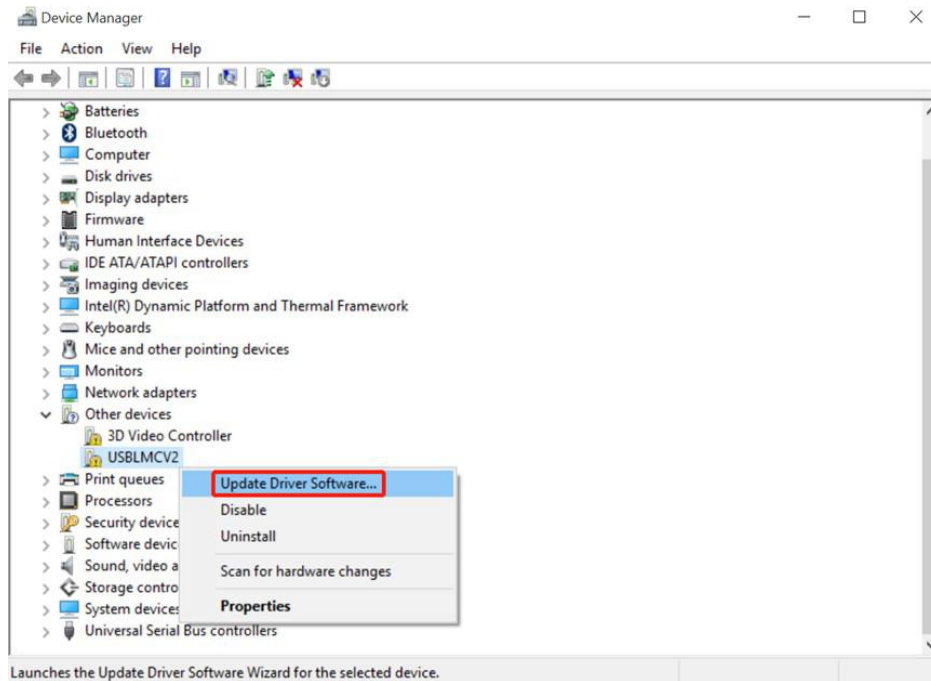 Device Manager
File Action View Help
Batteries
Bluetooth
Computer
Disk drives
Display adapters
Firmware
Human Interface Devices
IDE ATA/ATAPI controllers
Imaging devices
Intel(R) Dynamic Platform and Thermal Framework
Keyboards
Mice and other pointing devices
Monitors
Network adapters
Other devices
3D Video Controller
USBLMCV2
Print queues
Processors
Security device
Software devic
Sound, video a
Storage contro
System devices
Universal Serial Bus controllers
Update Driver Software...
Disable
Uninstall
Scan for hardware changes
Properties
Launches the Update Driver Software Wizard for the selected device.